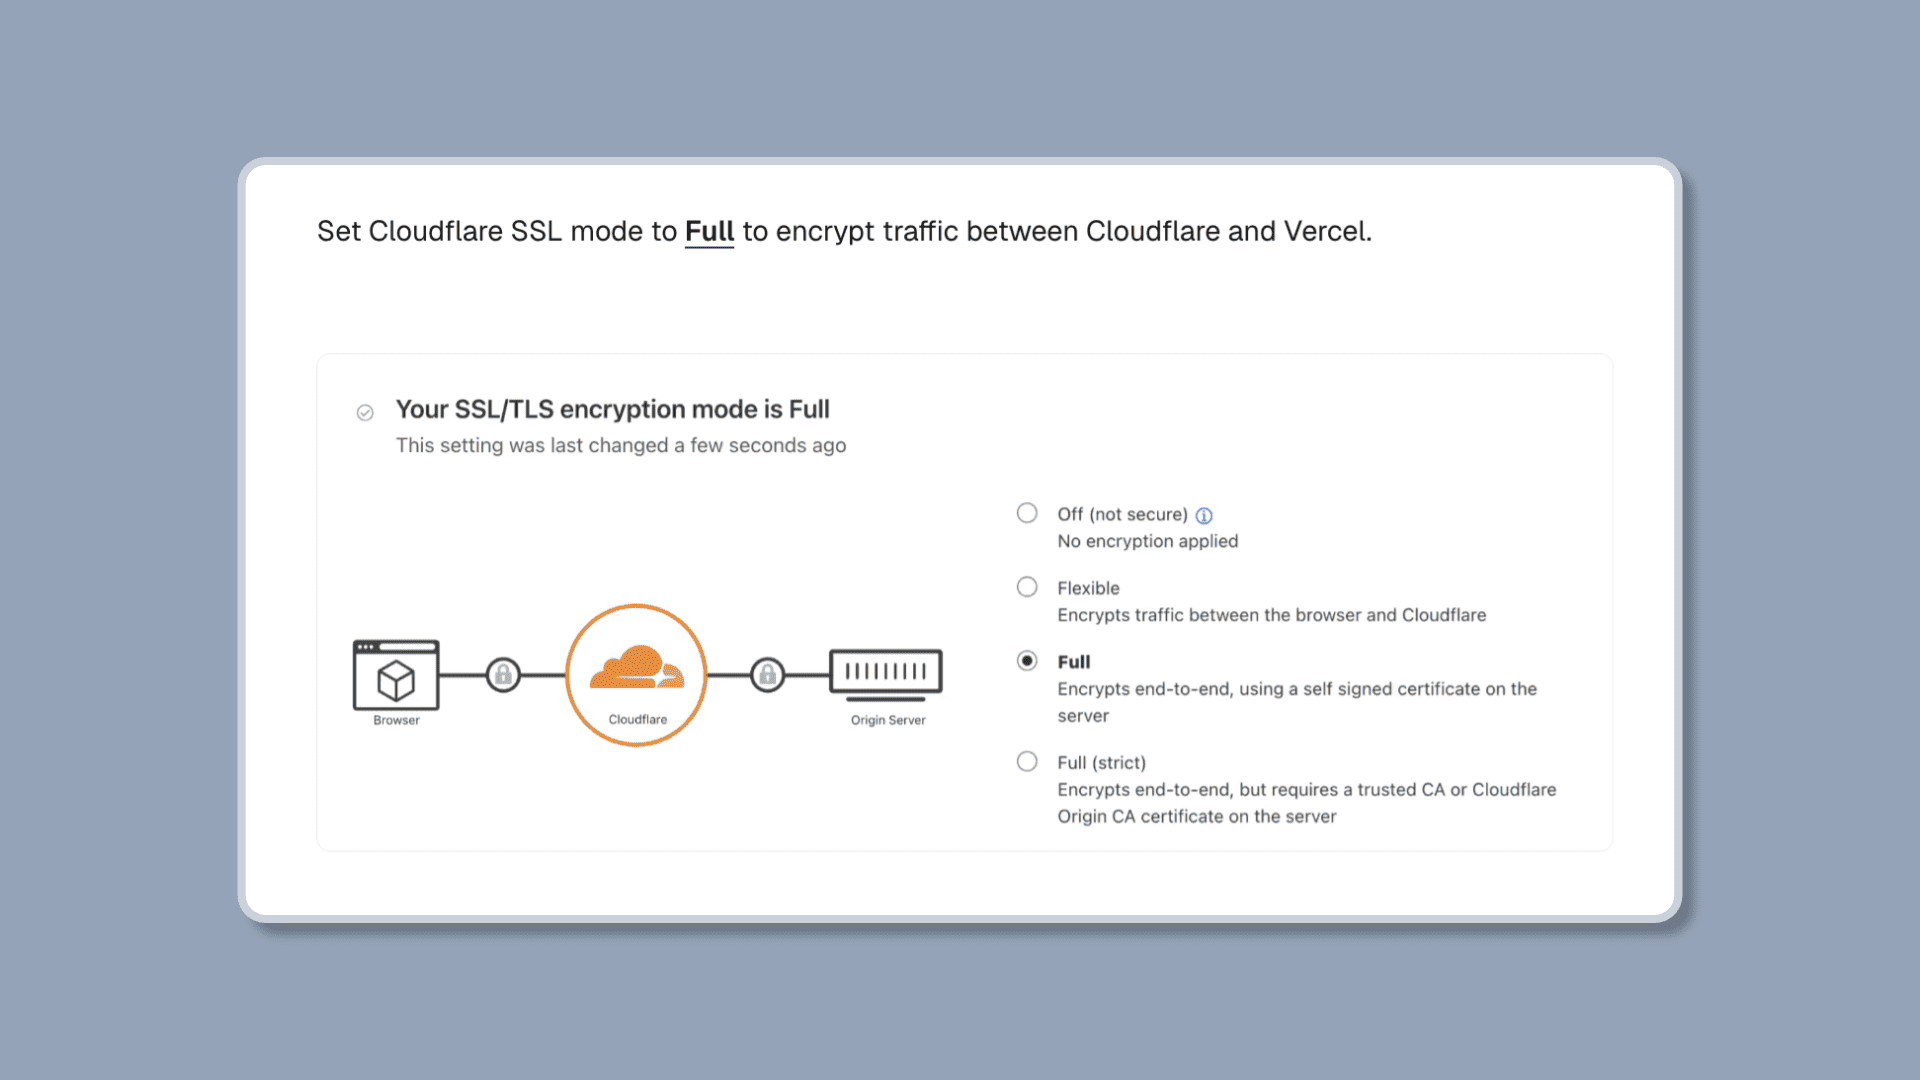 Set Cloudflare SSL mode to Full to encrypt traffic between Cloudflare and Vercel.
Your SSL/TLS encryption mode is Full
This setting was last changed a few seconds ago
Browser
Cloudflare
Origin Server
Off (not secure)
No encryption applied
Flexible
Encrypts traffic between the browser and Cloudflare
Full
Encrypts end-to-end, using a self signed certificate on the
server
Full (strict)
Encrypts end-to-end, but requires a trusted CA or Cloudflare
Origin CA certificate on the server